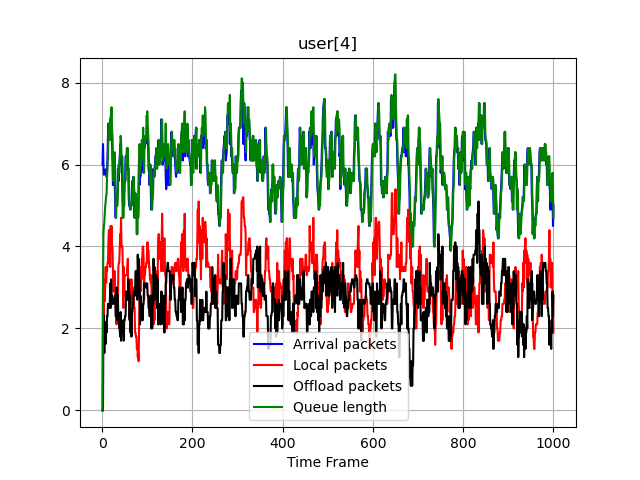 user[4]
8
6
4
2
0
Arrival packets
Local packets
Offload packets
Queue length
0 200 400 600 800 1000
Time Frame